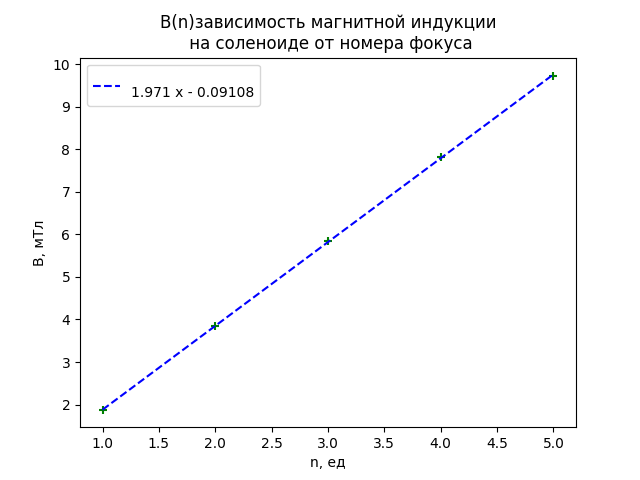 B(n)зависимость магнитной индукции
на соленоиде от номера фокуса
1.971 x - 0.09108
10
9
8
7
6
5
4
3
2
B, мТл
1.0 1.5 2.0 2.5 3.0 3.5 4.0 4.5 5.0
n, ед